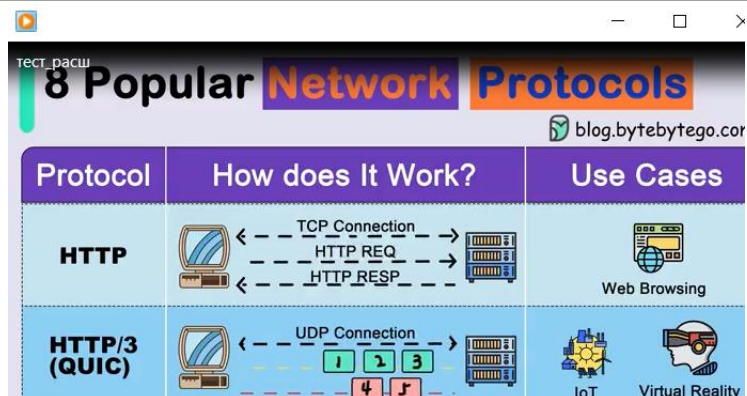 тест_расш
8 Popular Network Protocols
blog.bytebytego.com
Protocol How does It Work? Use Cases
TCP Connection
HTTP HTTP REQ
HTTP RESP
Web Browsing
UDP Connection
HTTP/3
(QUIC)
1 2 3
4 5
IoT Virtual Reality